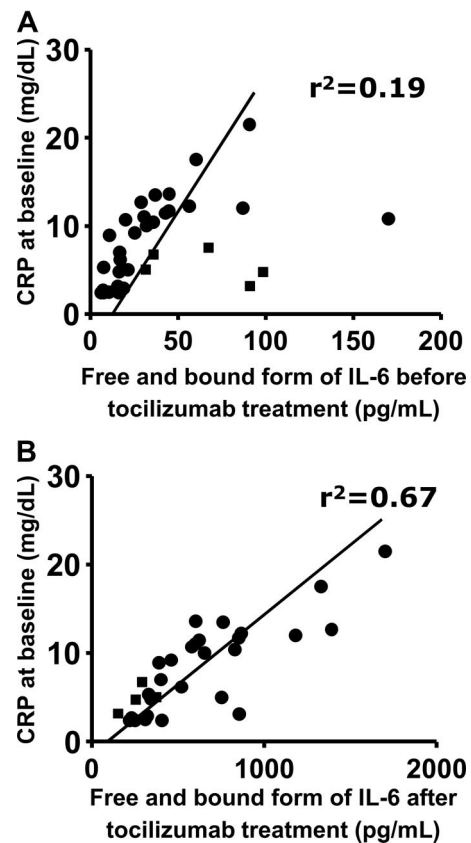 A
30
20
10
0
CRP at baseline (mg/dL)
r²=0.19
0 50 100 150 200
Free and bound form of IL-6 before
tocilizumab treatment (pg/mL)
B
30
20
10
0
CRP at baseline (mg/dL)
r²=0.67
0 1000 2000
Free and bound form of IL-6 after
tocilizumab treatment (pg/mL)